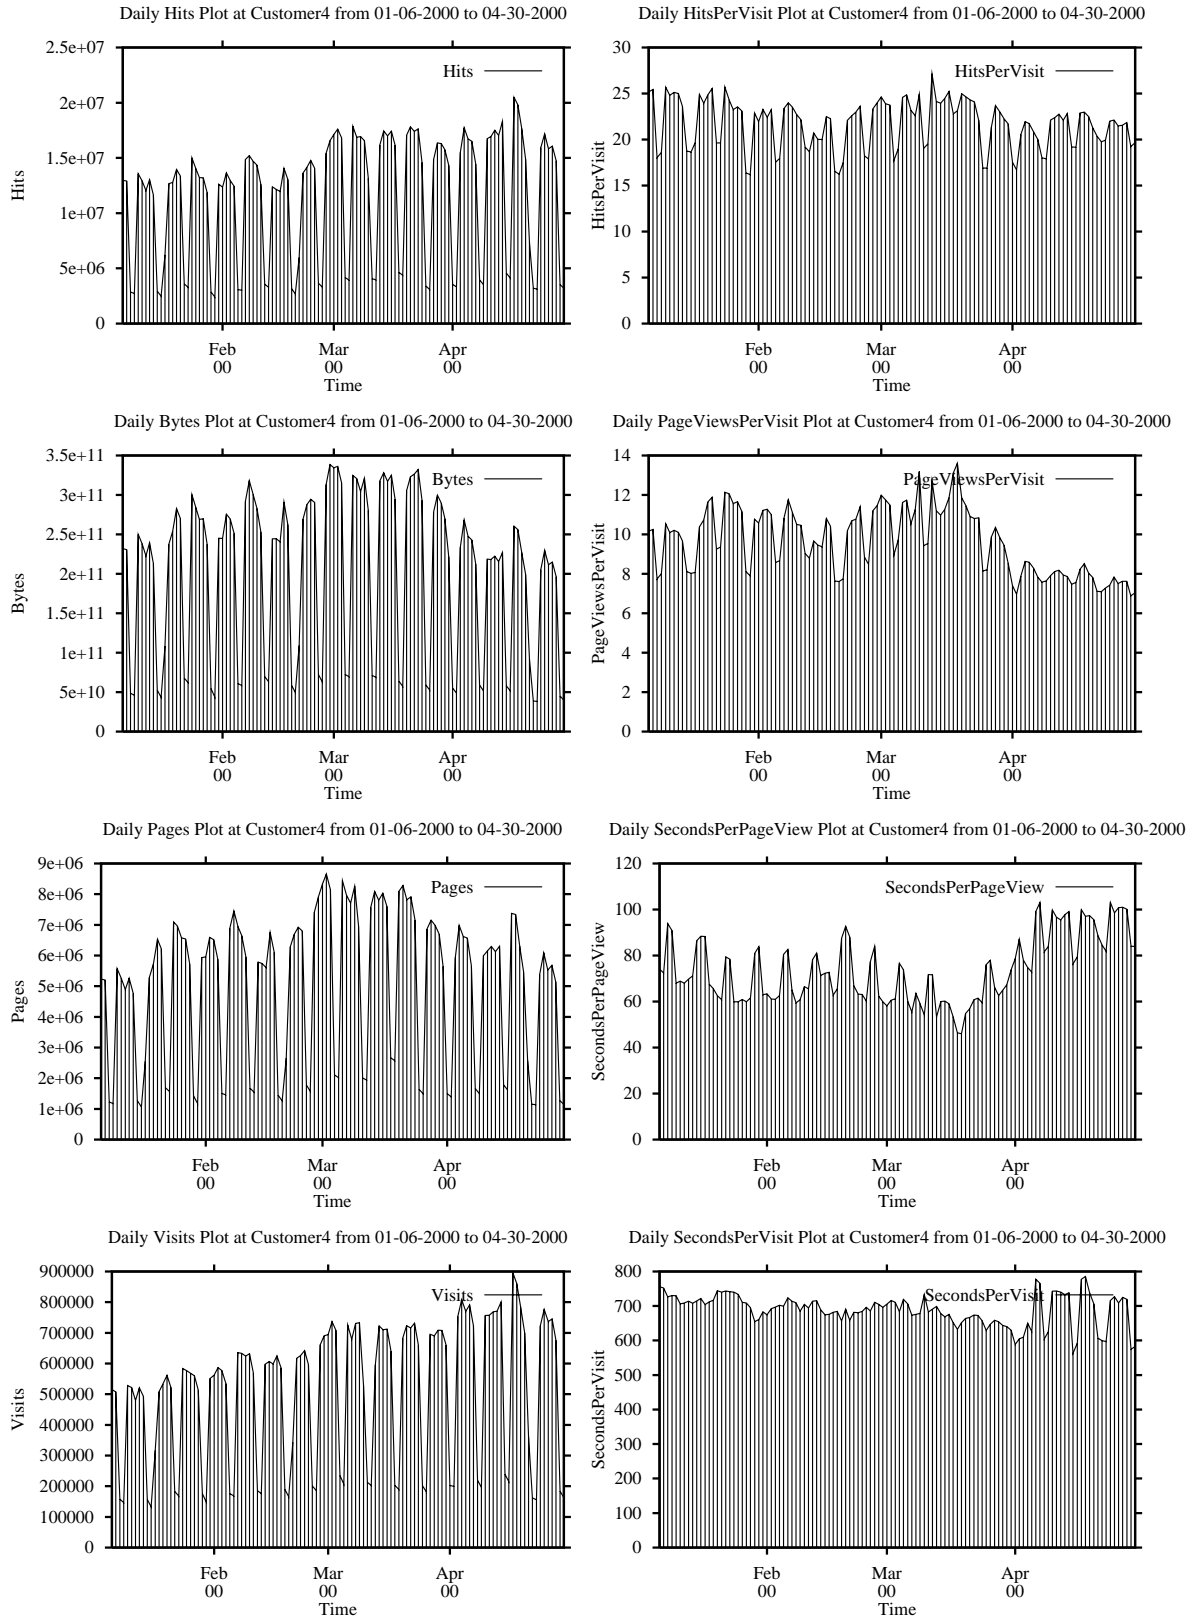 Daily Hits Plot at Customer4 from 01-06-2000 to 04-30-2000
2.5e+07
2e+07
1.5e+07
1e+07
5e+06
0
Hits
Hits
Feb
00
Mar
00
Apr
00
Time
Daily HitsPerVisit Plot at Customer4 from 01-06-2000 to 04-30-2000
30
25
20
15
10
5
0
HitsPerVisit
HitsPerVisit
Feb
00
Mar
00
Apr
00
Time
Daily Bytes Plot at Customer4 from 01-06-2000 to 04-30-2000
3.5e+11
3e+11
2.5e+11
2e+11
1.5e+11
1e+11
5e+10
0
Bytes
Bytes
Feb
00
Mar
00
Apr
00
Time
Daily PageViewsPerVisit Plot at Customer4 from 01-06-2000 to 04-30-2000
14
12
10
8
6
4
2
0
PageViewsPerVisit
PageViewsPerVisit
Feb
00
Mar
00
Apr
00
Time
Daily Pages Plot at Customer4 from 01-06-2000 to 04-30-2000
9e+06
8e+06
7e+06
6e+06
5e+06
4e+06
3e+06
2e+06
1e+06
0
Pages
Pages
Feb
00
Mar
00
Apr
00
Time
Daily SecondsPerPageView Plot at Customer4 from 01-06-2000 to 04-30-2000
120
100
80
60
40
20
0
SecondsPerPageView
SecondsPerPageView
Feb
00
Mar
00
Apr
00
Time
Daily Visits Plot at Customer4 from 01-06-2000 to 04-30-2000
900000
800000
700000
600000
500000
400000
300000
200000
100000
0
Visits
Visits
Feb
00
Mar
00
Apr
00
Time
Daily SecondsPerVisit Plot at Customer4 from 01-06-2000 to 04-30-2000
800
700
600
500
400
300
200
100
0
SecondsPerVisit
SecondsPerVisit
Feb
00
Mar
00
Apr
00
Time